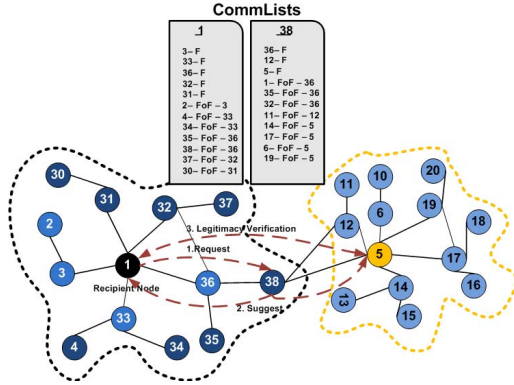 CommLists
1
3– F
33– F
36– F
32– F
31– F
2– FoF – 3
4– FoF – 33
34– FoF – 33
35– FoF – 36
38– FoF – 36
37– FoF – 32
30– FoF – 31
38
36– F
12– F
5– F
1– FoF – 36
35– FoF – 36
32– FoF – 36
11– FoF – 12
14– FoF – 5
17– FoF – 5
6– FoF – 5
19– FoF – 5
30
31
2
32
37
3
1
Recipient Node
33
4
34
35
36
38
3. Legitimacy Verification
1.Request
2. Suggest
11
10
20
12
6
19
18
5
17
13
14
16
15